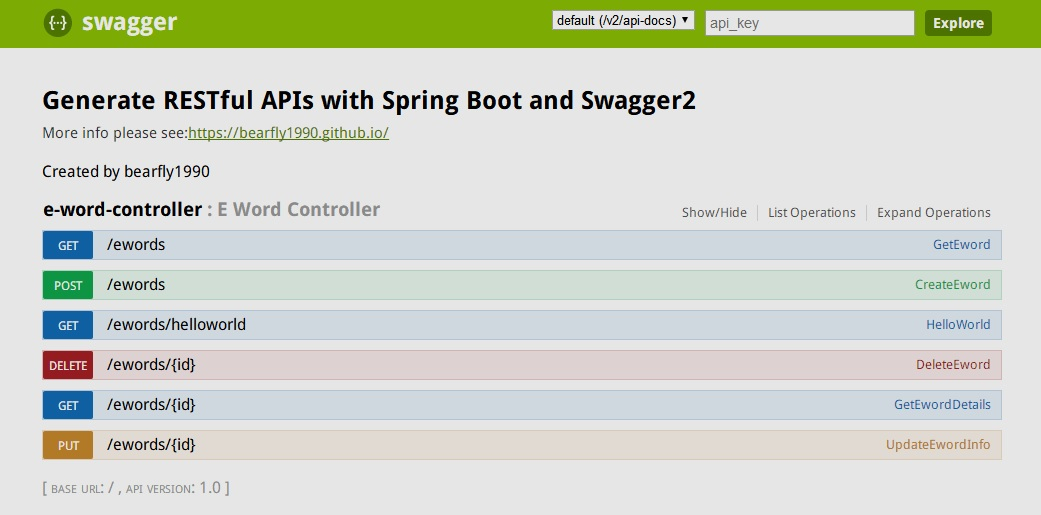 {···} swagger default (/v2/api-docs) ▼ api_key Explore
Generate RESTful APIs with Spring Boot and Swagger2
More info please see:https://bearfly1990.github.io/
Created by bearfly1990
e-word-controller : E Word Controller Show/Hide List Operations Expand Operations
GET /ewords GetEword
POST /ewords CreateEword
GET /ewords/helloworld HelloWorld
DELETE /ewords/{id} DeleteEword
GET /ewords/{id} GetEwordDetails
PUT /ewords/{id} UpdateEwordInfo
[ BASE URL: / , API VERSION: 1.0 ]